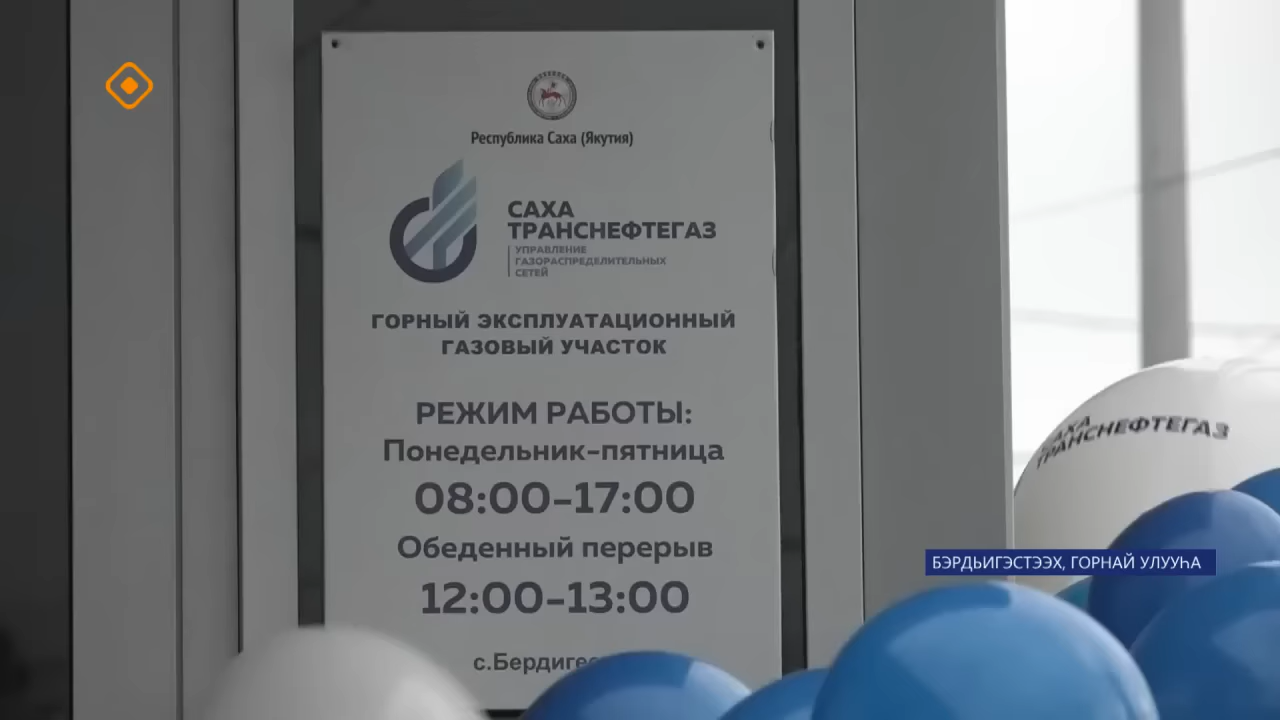 Республика Саха (Якутия)
САХА
ТРАНСНЕФТЕГАЗ
УПРАВЛЕНИЕ
ГАЗОРАСПРЕДЕЛИТЕЛЬНЫХ
СЕТЕЙ
ГОРНЫЙ ЭКСПЛУАТАЦИОННЫЙ
ГАЗОВЫЙ УЧАСТОК
РЕЖИМ РАБОТЫ:
Понедельник-пятница
08:00-17:00
Обеденный перерыв
12:00-13:00
с.Бердигес
САХА
ТРАНСНЕФТЕГАЗ
БЭРДЬИГЭСТЭЭХ, ГОРНАЙ УЛУУҺА